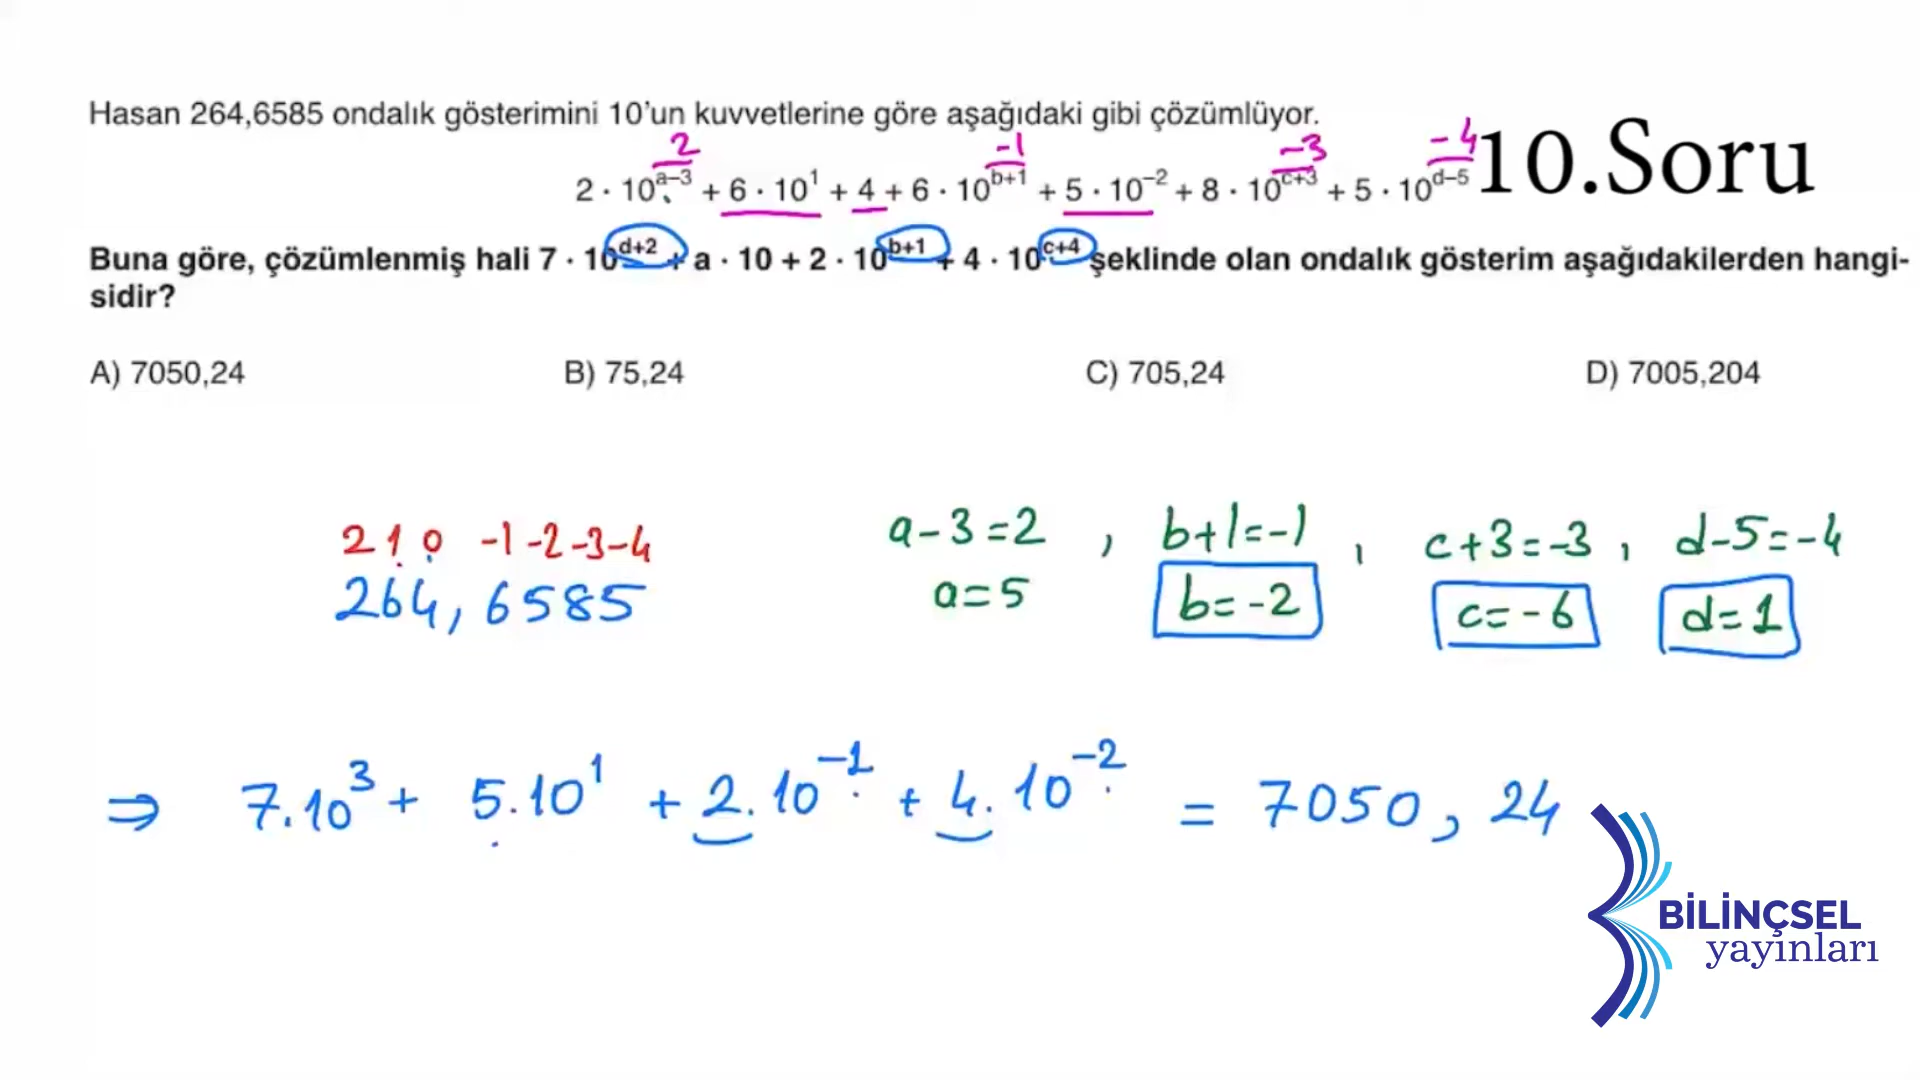 Hasan 264,6585 ondalık gösterimini 10'un kuvvetlerine göre aşağıdaki gibi çözümlüyor.
2 -1 -3 -4
10.Soru
2 · 10^(a–3) + 6 · 10^1 + 4 + 6 · 10^(b+1) + 5 · 10^(–2) + 8 · 10^(c+3) + 5 · 10^(d–5)
Buna göre, çözümlenmiş hali 7 · 10^(d+2) + a · 10 + 2 · 10^(b+1) + 4 · 10^(c+4) şeklinde olan ondalık gösterim aşağıdakilerden hangi-
sidir?
A) 7050,24 B) 75,24 C) 705,24 D) 7005,204
2 1 0 -1 -2 -3 -4
264, 6585
a-3=2 , b+1=-1 , c+3=-3 , d-5=-4
a=5 b=-2 c=-6 d=1
⇒ 7.10^3 + 5.10^1 + 2.10^-1 + 4.10^-2 = 7050, 24
BİLİNÇSEL
yayınları